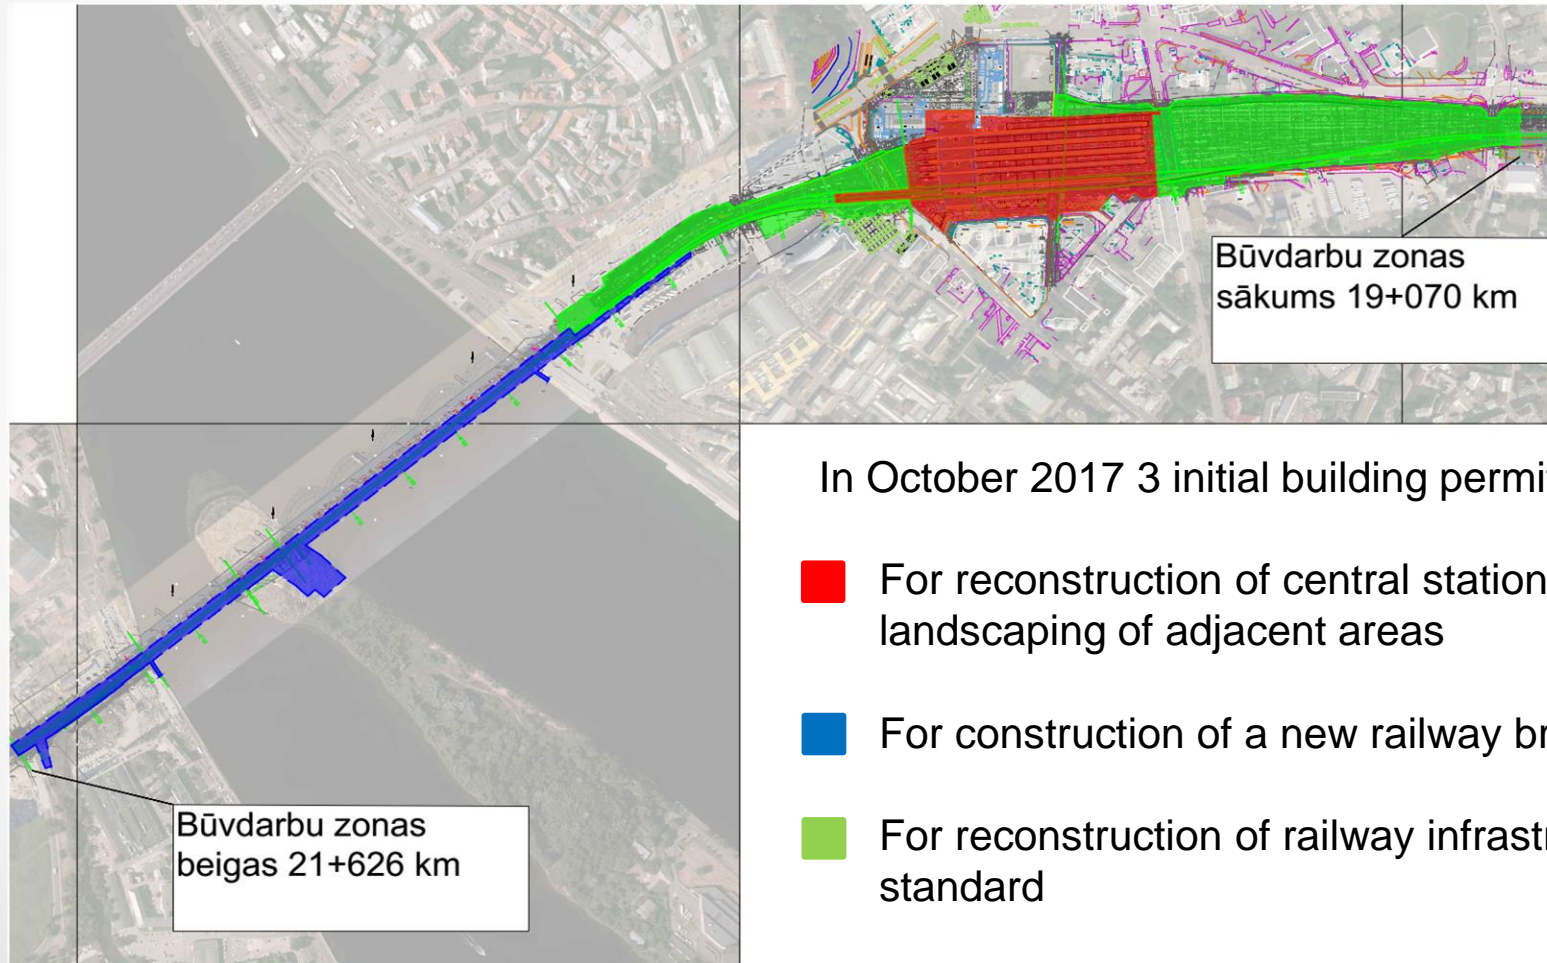 Būvdarbu zonas
sākums 19+070 km
In October 2017 3 initial building permi
For reconstruction of central station
landscaping of adjacent areas
For construction of a new railway br
For reconstruction of railway infrast
standard
Būvdarbu zonas
beigas 21+626 km